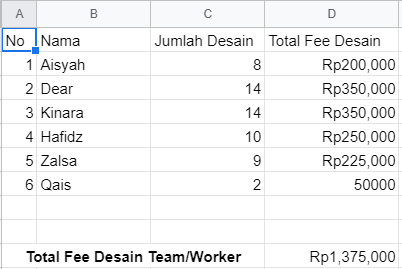 A B C D
No Nama Jumlah Desain Total Fee Desain
1 Aisyah 8 Rp200,000
2 Dear 14 Rp350,000
3 Kinara 14 Rp350,000
4 Hafidz 10 Rp250,000
5 Zalsa 9 Rp225,000
6 Qais 2 50000
Total Fee Desain Team/Worker Rp1,375,000